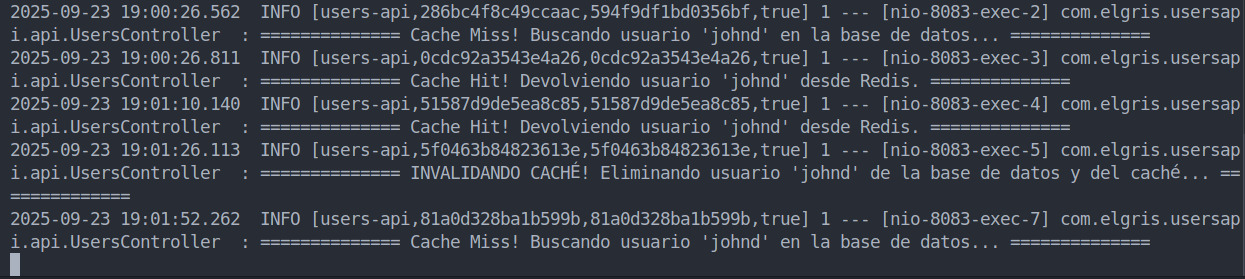 2025-09-23 19:00:26.562  INFO [users-api,286bc4f8c49ccaac,594f9df1bd0356bf,true] 1 --- [nio-8083-exec-2] com.elgris.usersap
i.api.UsersController  : ============== Cache Miss! Buscando usuario 'johnd' en la base de datos... ==============
2025-09-23 19:00:26.811  INFO [users-api,0cdc92a3543e4a26,0cdc92a3543e4a26,true] 1 --- [nio-8083-exec-3] com.elgris.usersap
i.api.UsersController  : ============== Cache Hit! Devolviendo usuario 'johnd' desde Redis. ==============
2025-09-23 19:01:10.140  INFO [users-api,51587d9de5ea8c85,51587d9de5ea8c85,true] 1 --- [nio-8083-exec-4] com.elgris.usersap
i.api.UsersController  : ============== Cache Hit! Devolviendo usuario 'johnd' desde Redis. ==============
2025-09-23 19:01:26.113  INFO [users-api,5f0463b84823613e,5f0463b84823613e,true] 1 --- [nio-8083-exec-5] com.elgris.usersap
i.api.UsersController  : ============== INVALIDANDO CACHÉ! Eliminando usuario 'johnd' de la base de datos y del caché... ==
============
2025-09-23 19:01:52.262  INFO [users-api,81a0d328ba1b599b,81a0d328ba1b599b,true] 1 --- [nio-8083-exec-7] com.elgris.usersap
i.api.UsersController  : ============== Cache Miss! Buscando usuario 'johnd' en la base de datos... ==============